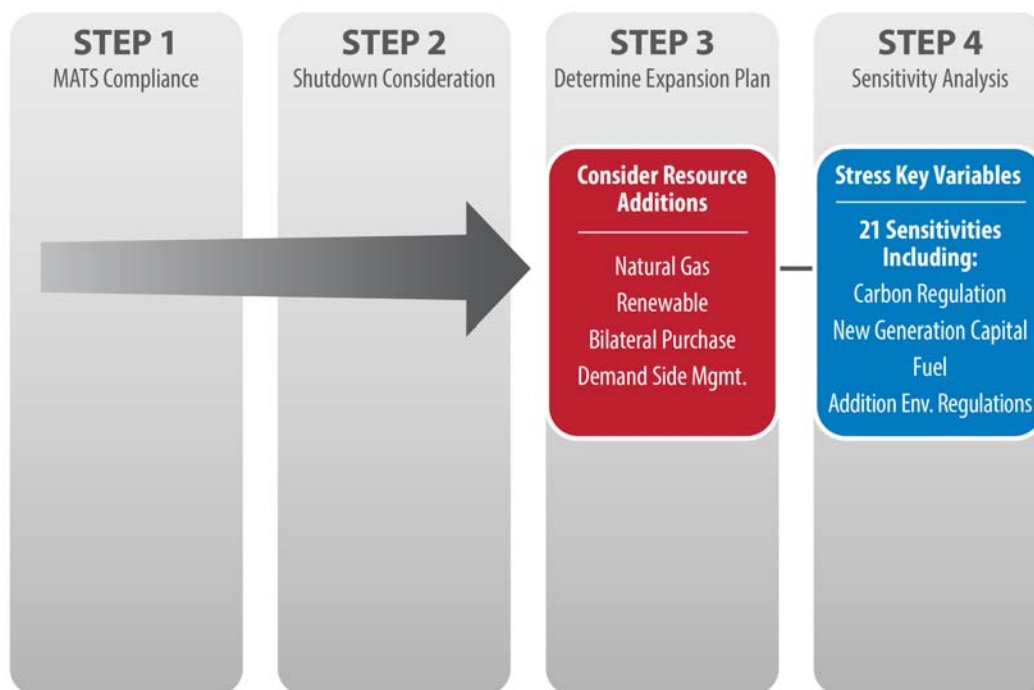 STEP 1
MATS Compliance
STEP 2
Shutdown Consideration
STEP 3
Determine Expansion Plan
Consider Resource
Additions
Natural Gas
Renewable
Bilateral Purchase
Demand Side Mgmt.
STEP 4
Sensitivity Analysis
Stress Key Variables
21 Sensitivities
Including:
Carbon Regulation
New Generation Capital
Fuel
Addition Env. Regulations